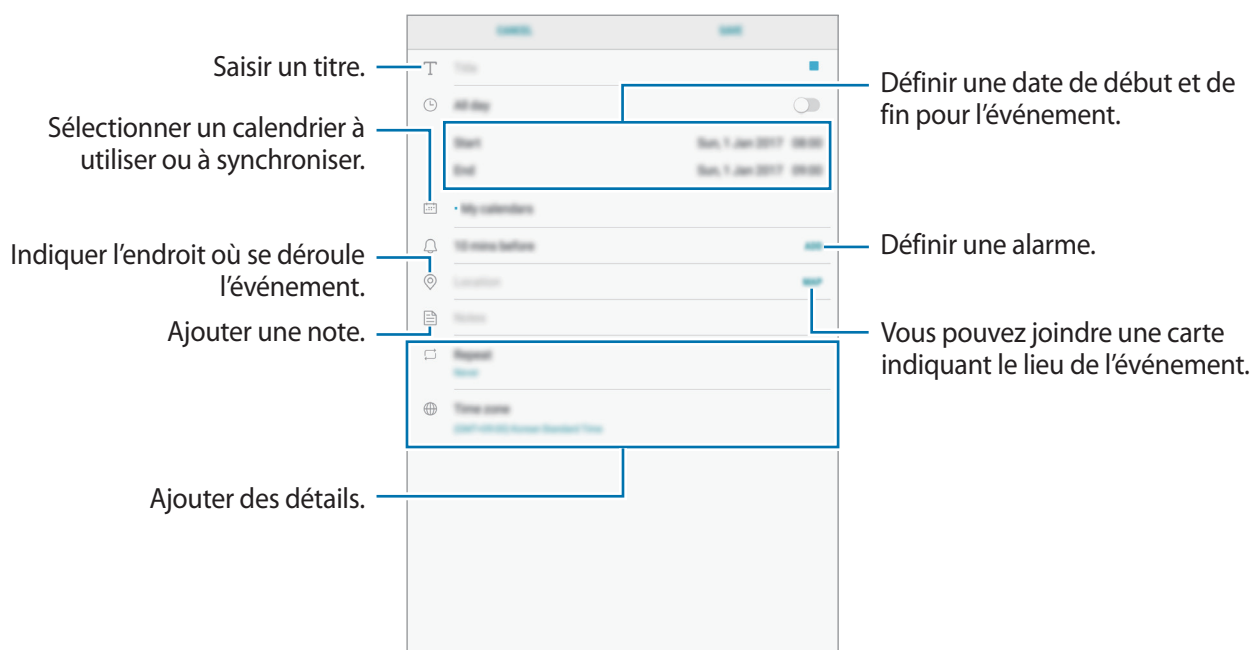 CANCEL
SAVE
Saisir un titre.
Title
Définir une date de début et de
fin pour l'événement.
All day
Sélectionner un calendrier à
utiliser ou à synchroniser.
Start Sun, 1 Jan 2017 08:00
End Sun, 1 Jan 2017 09:00
My calendars
10 mins before ADD
Définir une alarme.
Indiquer l'endroit où se déroule
l'événement.
Location MAP
Ajouter une note.
Notes
Vous pouvez joindre une carte
indiquant le lieu de l'événement.
Repeat
Never
Time zone
Ajouter des détails.